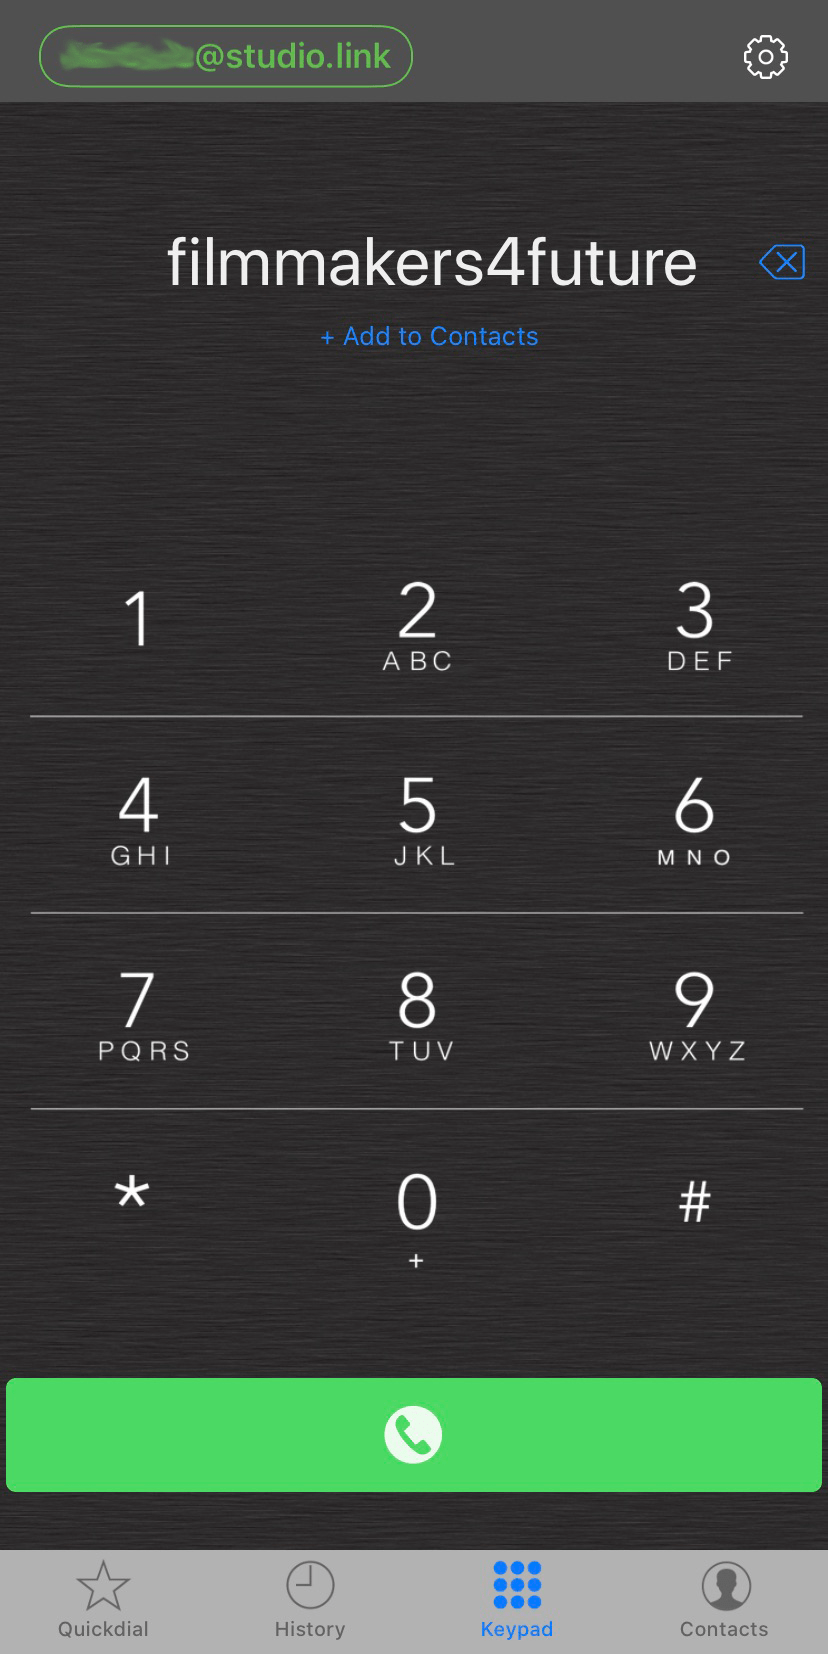 @studio.link
filmmakers4future
+ Add to Contacts
1 2 3
ABC DEF
4 5 6
GHI JKL MNO
7 8 9
PQRS TUV WXYZ
* 0 #
+
Quickdial History Keypad Contacts